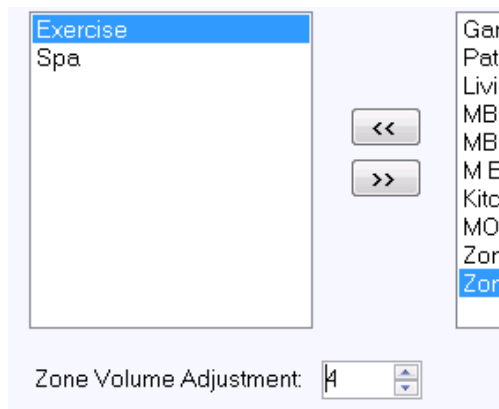 Exercise
Spa
<<
>>
Gar
Pat
Livi
MB
MB
M E
Kitc
MO
Zor
Zor
Zone Volume Adjustment: 4